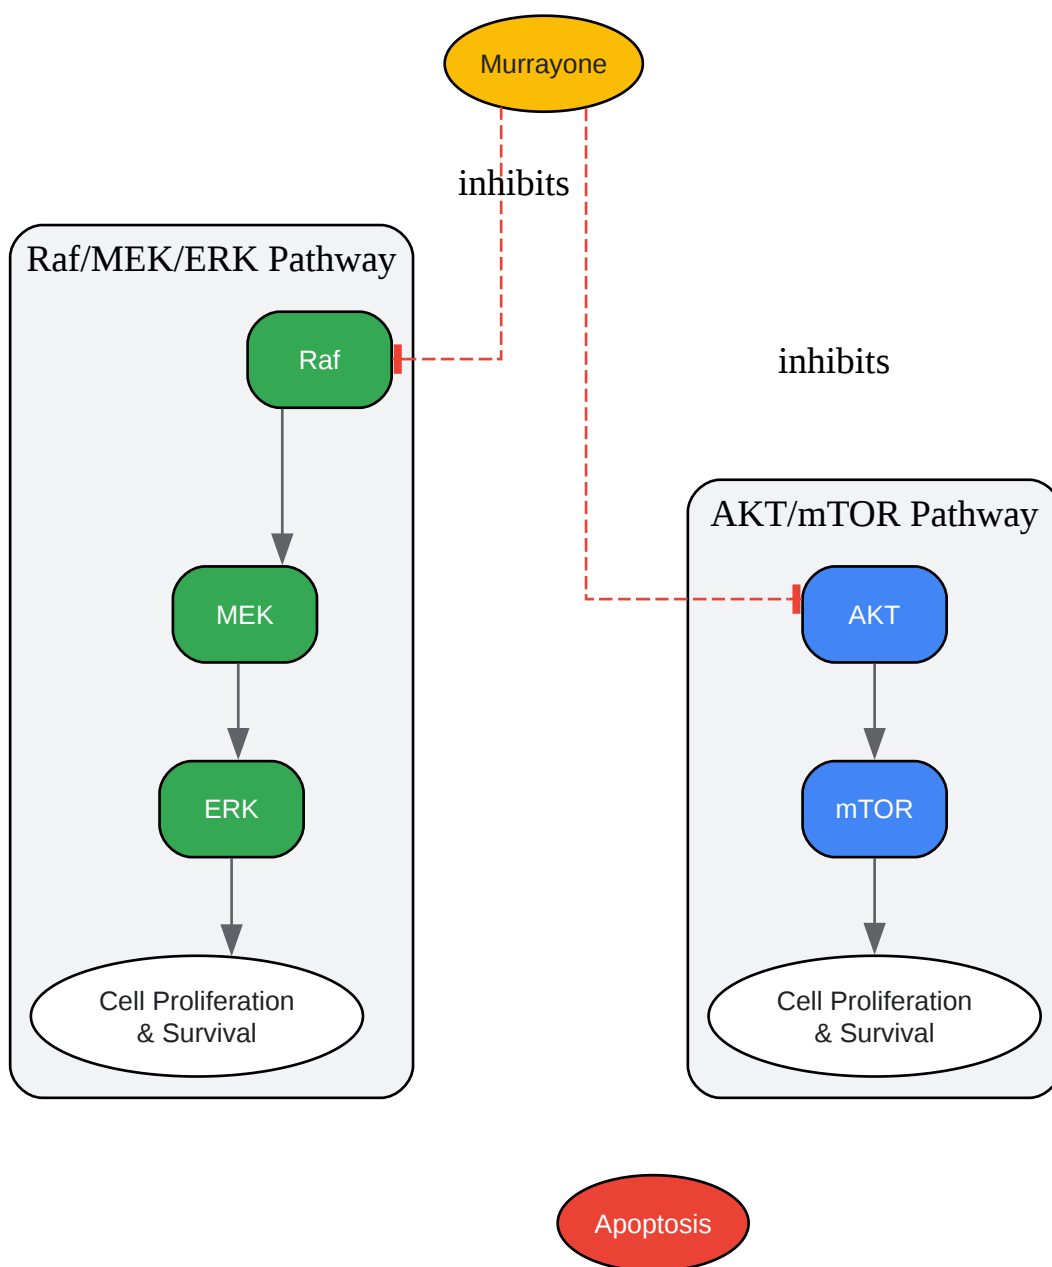 Murrayone
inhibits
Raf/MEK/ERK Pathway
Raf
inhibits
MEK
ERK
Cell Proliferation
& Survival
AKT/mTOR Pathway
AKT
mTOR
Cell Proliferation
& Survival
Apoptosis